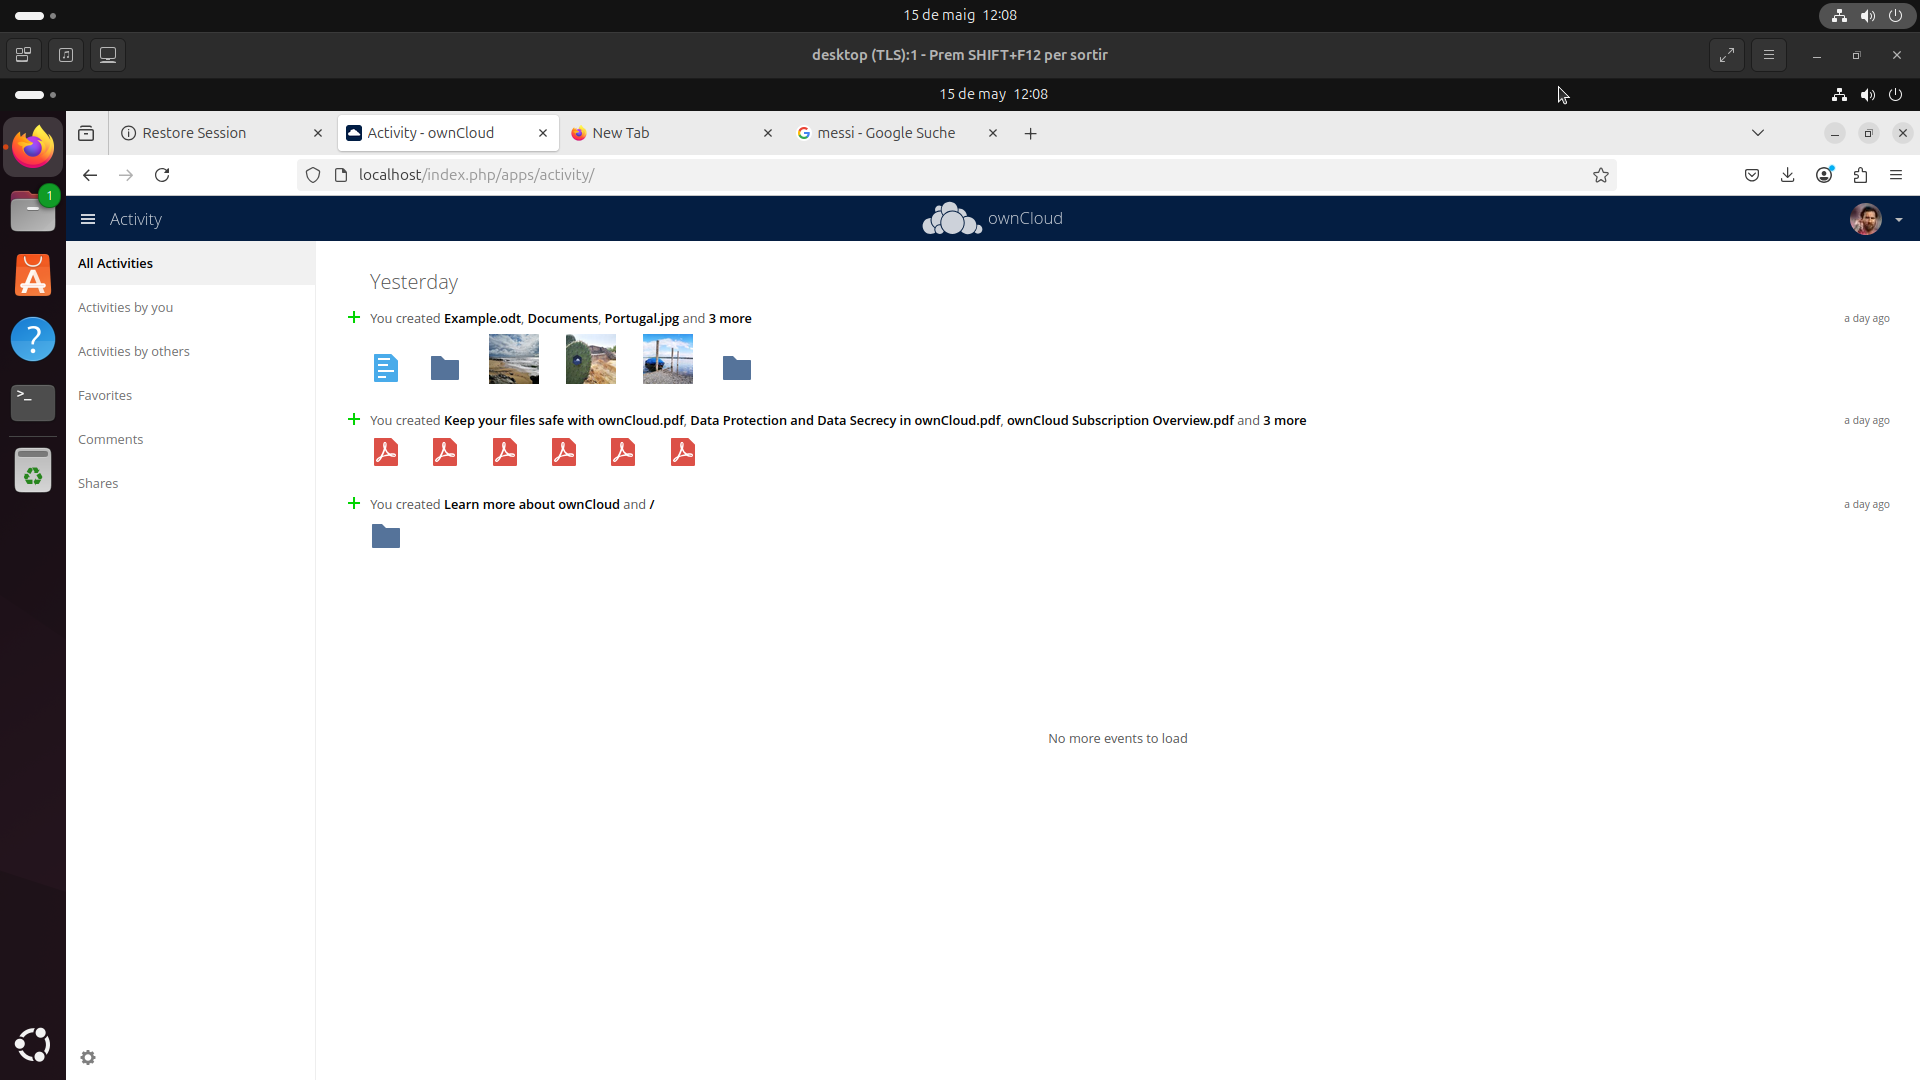 15 de maig 12:08
desktop (TLS):1 - Prem SHIFT+F12 per sortir
15 de may 12:08
Restore Session
Activity - ownCloud
New Tab
messi - Google Suche
localhost/index.php/apps/activity/
Activity
ownCloud
1
All Activities
Activities by you
Activities by others
Favorites
Comments
Shares
Yesterday
You created Example.odt, Documents, Portugal.jpg and 3 more
a day ago
You created Keep your files safe with ownCloud.pdf, Data Protection and Data Secrecy in ownCloud.pdf, ownCloud Subscription Overview.pdf and 3 more
a day ago
You created Learn more about ownCloud and /
a day ago
No more events to load